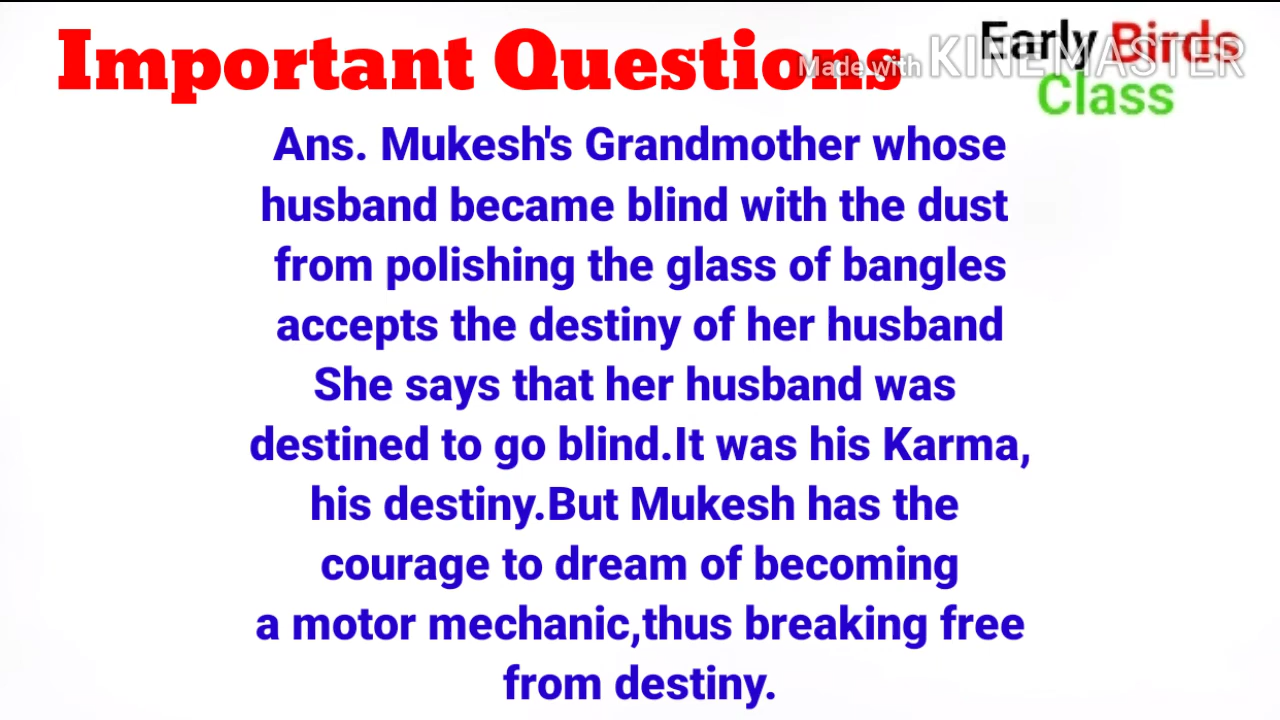 Important Questions
Early Birds
Made with KINEMASTER
Class
Ans. Mukesh's Grandmother whose
husband became blind with the dust
from polishing the glass of bangles
accepts the destiny of her husband
She says that her husband was
destined to go blind.It was his Karma,
his destiny.But Mukesh has the
courage to dream of becoming
a motor mechanic,thus breaking free
from destiny.